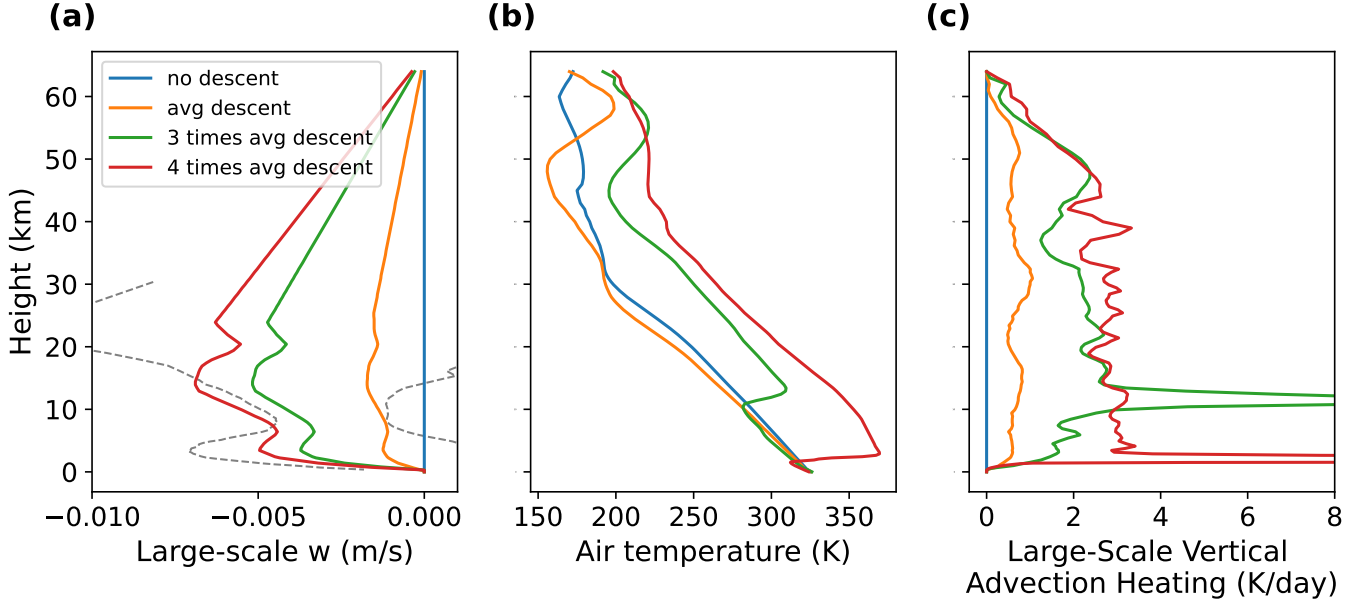 (a)
(b)
(c)
no descent
avg descent
3 times avg descent
4 times avg descent
Height (km)
60
50
40
30
20
10
0
−0.010
−0.005
0.000
Large-scale w (m/s)
150
200
250
300
350
Air temperature (K)
0
2
4
6
8
Large-Scale Vertical
Advection Heating (K/day)